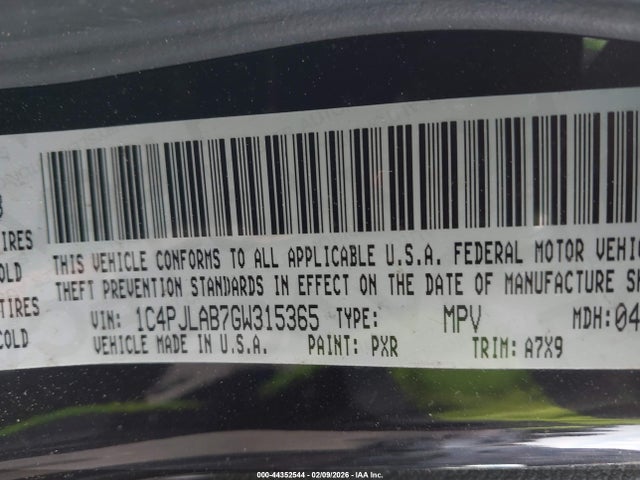 IRES
OLD
TIRES
COLD
THIS VEHICLE CONFORMS TO ALL APPLICABLE U.S.A. FEDERAL MOTOR VEHIC
THEFT PREVENTION STANDARDS IN EFFECT ON THE DATE OF MANUFACTURE SH
VIN: 1C4PJLAB7GW315365 TYPE: MPV MDH:04
VEHICLE MADE IN U.S.A. PAINT: PXR TRIM: A7X9
000-44352544 - 02/09/2026 - © IAA Inc.